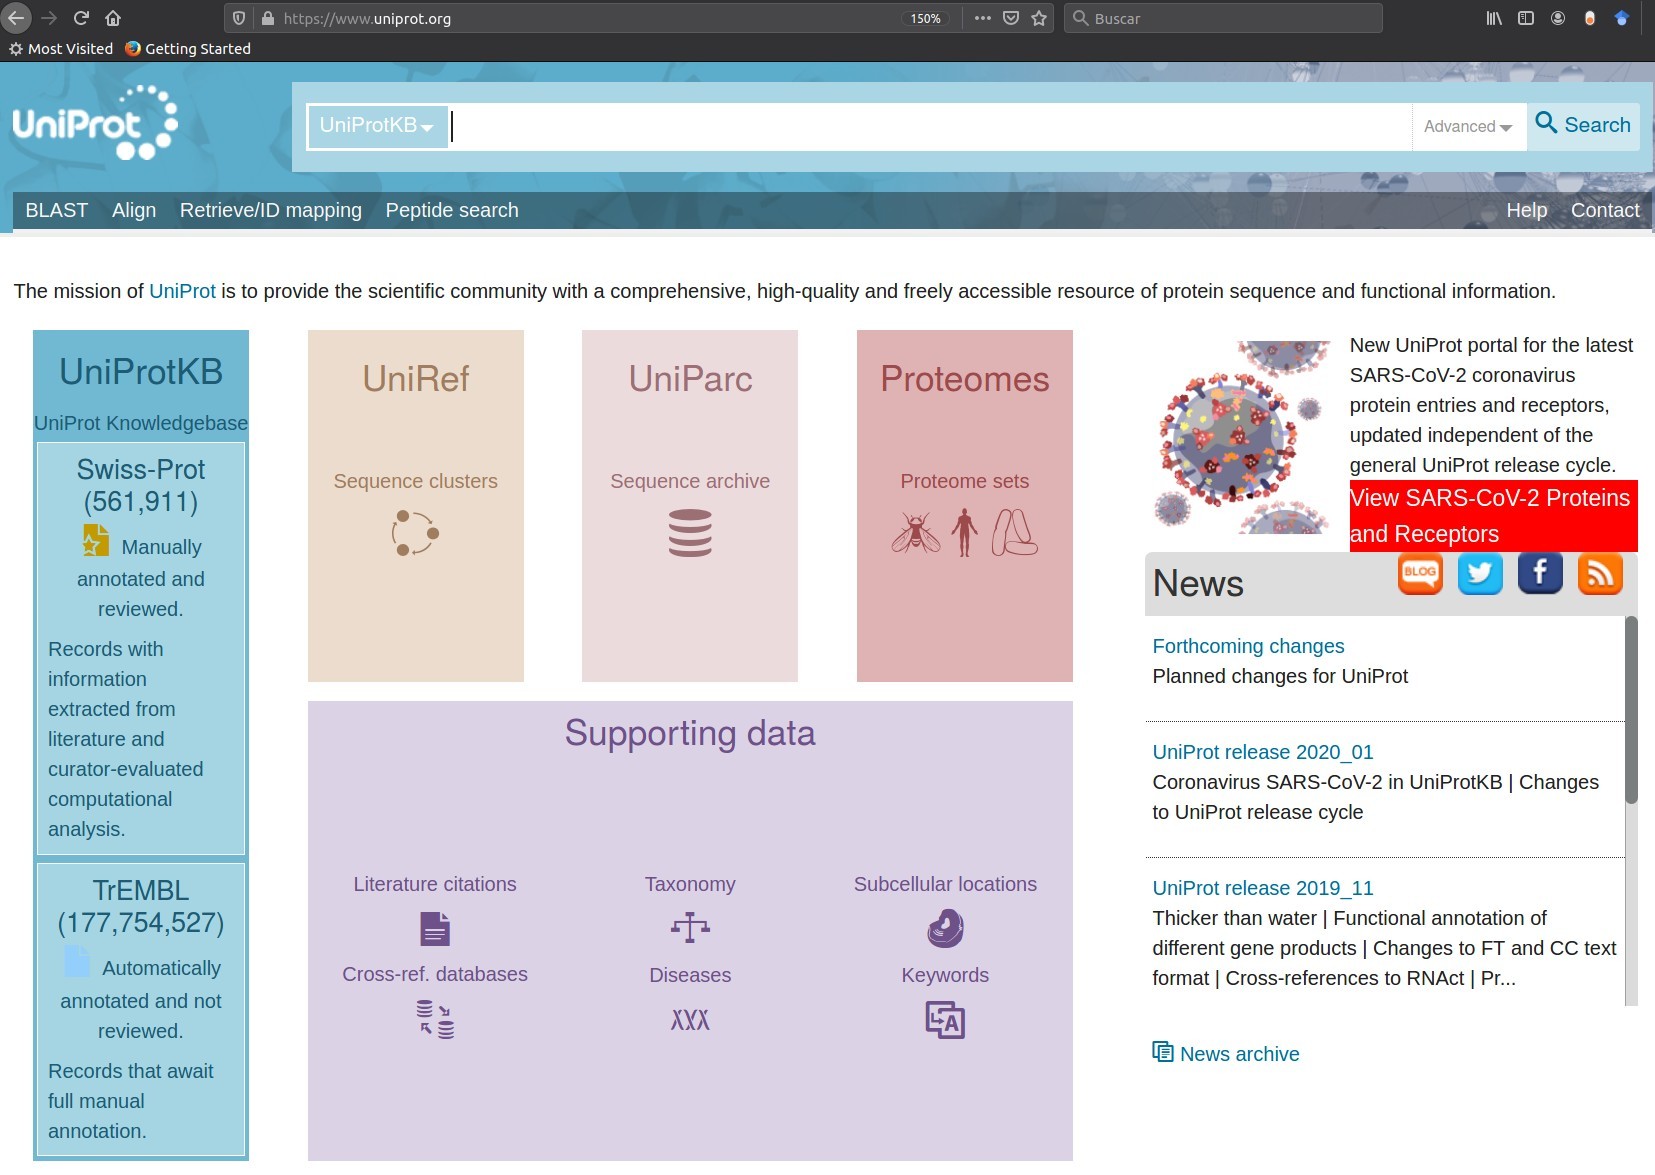 https://www.uniprot.org
150%
Buscar
Most Visited
Getting Started
UniProt
UniProtKB
Advanced
Search
BLAST
Align
Retrieve/ID mapping
Peptide search
Help
Contact
The mission of UniProt is to provide the scientific community with a comprehensive, high-quality and freely accessible resource of protein sequence and functional information.
UniProtKB
UniProt Knowledgebase
Swiss-Prot
(561,911)
Manually
annotated and
reviewed.
Records with
information
extracted from
literature and
curator-evaluated
computational
analysis.
TrEMBL
(177,754,527)
Automatically
annotated and not
reviewed.
Records that await
full manual
annotation.
UniRef
Sequence clusters
UniParc
Sequence archive
Proteomes
Proteome sets
Supporting data
Literature citations
Taxonomy
Subcellular locations
Cross-ref. databases
Diseases
Keywords
New UniProt portal for the latest
SARS-CoV-2 coronavirus
protein entries and receptors,
updated independent of the
general UniProt release cycle.
View SARS-CoV-2 Proteins
and Receptors
News
BLOG
Forthcoming changes
Planned changes for UniProt
UniProt release 2020_01
Coronavirus SARS-CoV-2 in UniProtKB | Changes
to UniProt release cycle
UniProt release 2019_11
Thicker than water | Functional annotation of
different gene products | Changes to FT and CC text
format | Cross-references to RNAct | Pr...
News archive